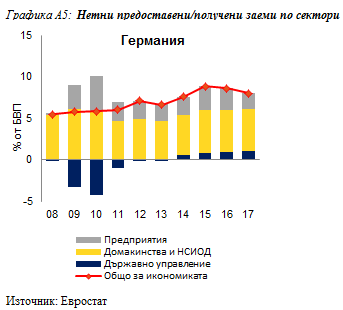 Графика А5: Нетни предоставени/получени заеми по сектори
Германия
% от БВП
15
10
5
0
-5
08 09 10 11 12 13 14 15 16 17
Предприятия
Домакинства и НСИОД
Държавно управление
Общо за икономиката
Източник: Евростат